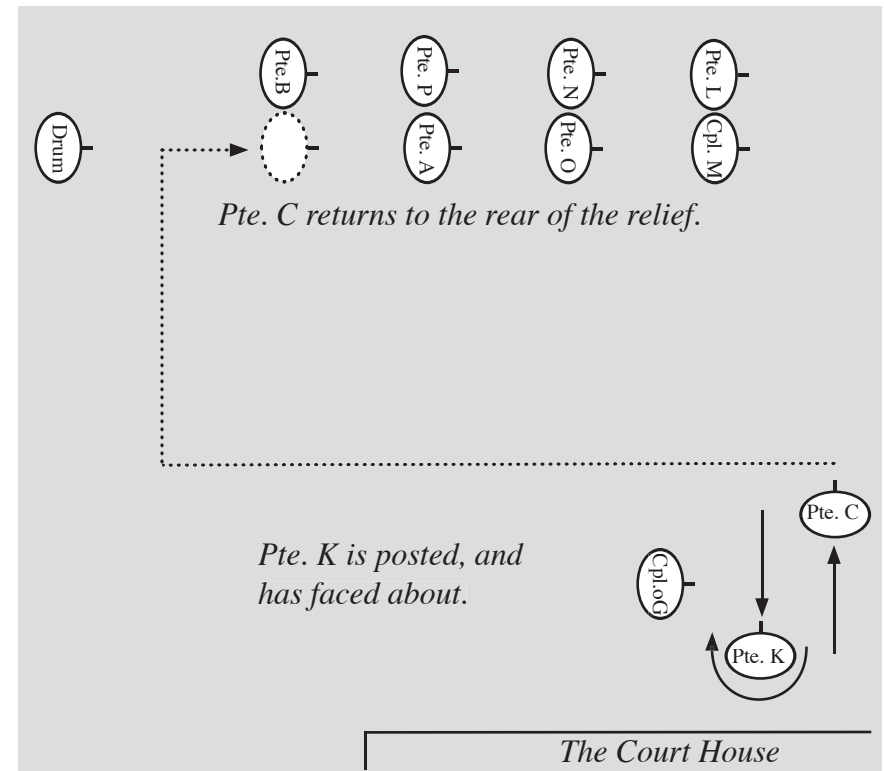 Pte.B
Pte. P
Pte. N
Pte. L
Drum
Pte. A
Pte. O
Cpl. M
Pte. C returns to the rear of the relief.
Pte. C
Pte. K is posted, and
has faced about.
Cpl.oG
Pte. K
The Court House